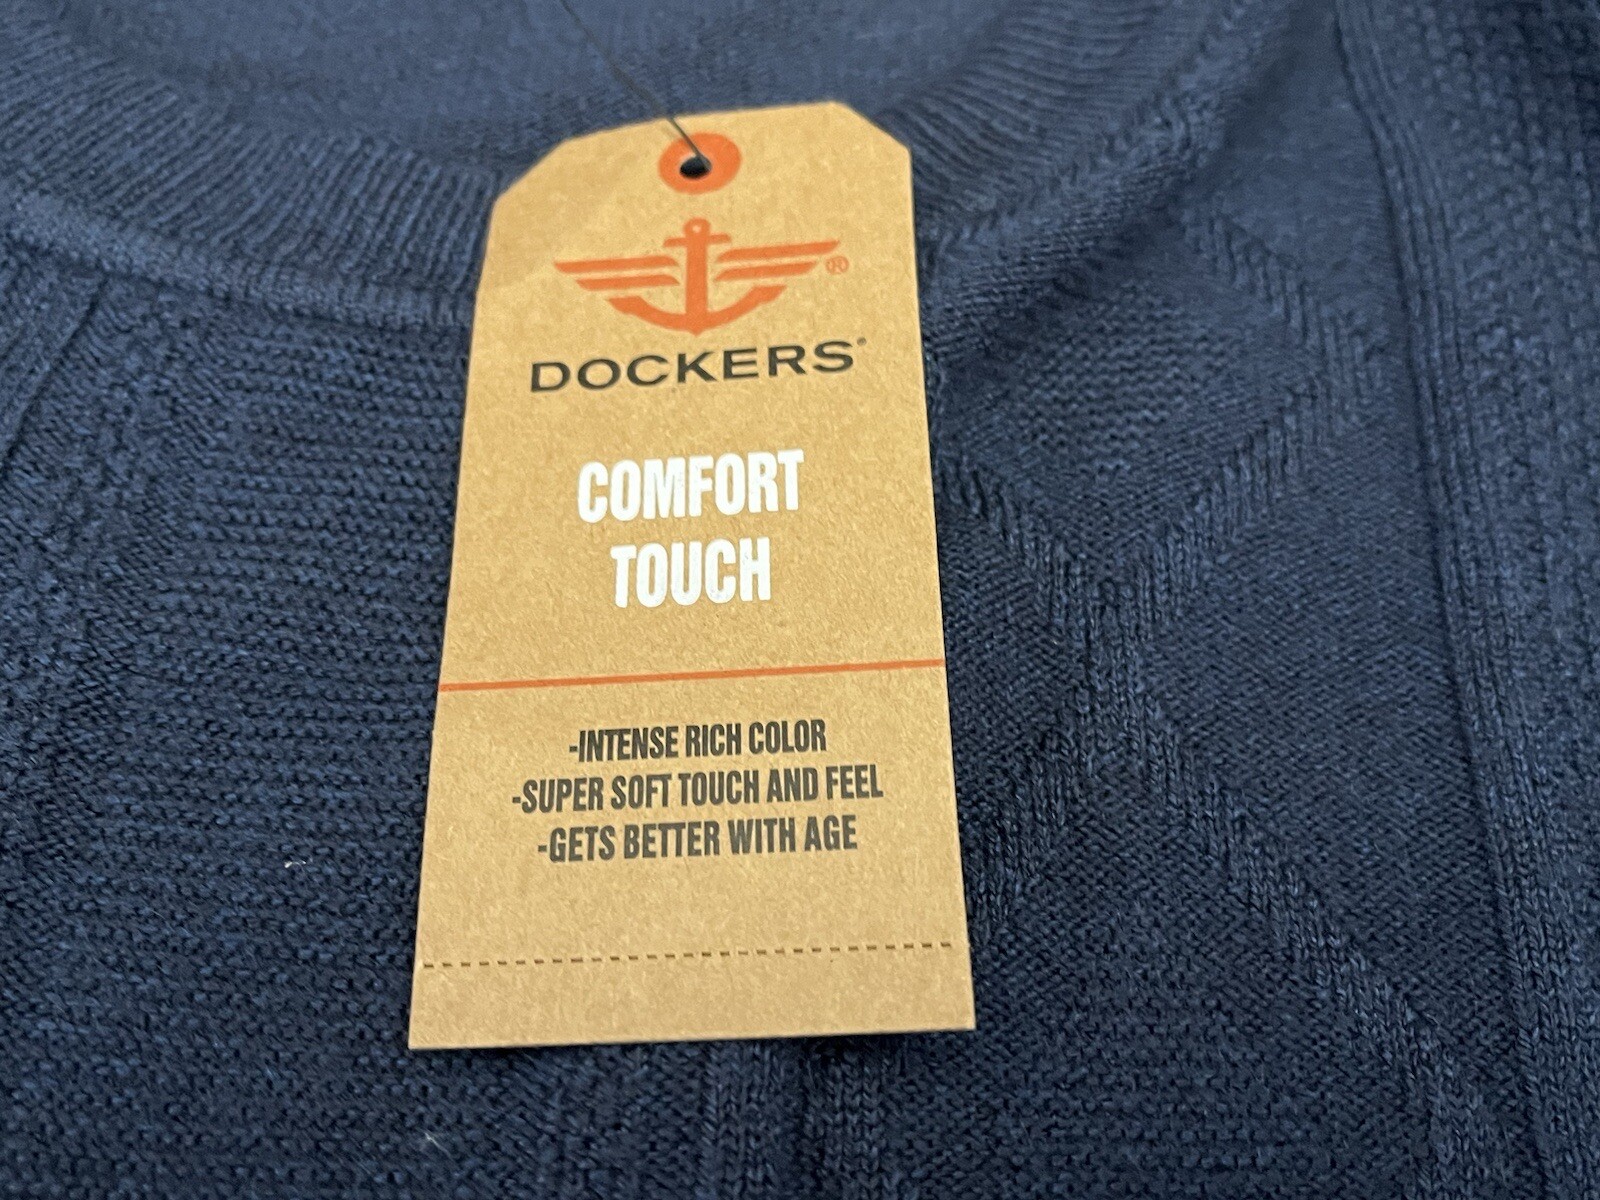 ®
DOCKERS®
COMFORT
TOUCH
-INTENSE RICH COLOR
-SUPER SOFT TOUCH AND FEEL
-GETS BETTER WITH AGE